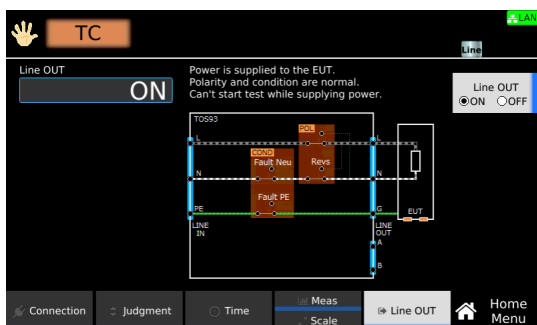 LAN
TC
Line
Line OUT
ON
Power is supplied to the EUT.
Polarity and condition are normal.
Can't start test while supplying power.
Line OUT
ON OFF
TOS93
POL
L
L
COND
Fault Neu
Revs
N
N
Fault PE
PE
G
EUT
LINE
IN
LINE
OUT
A
B
Connection
Judgment
Time
Meas
Scale
Line OUT
Home
Menu